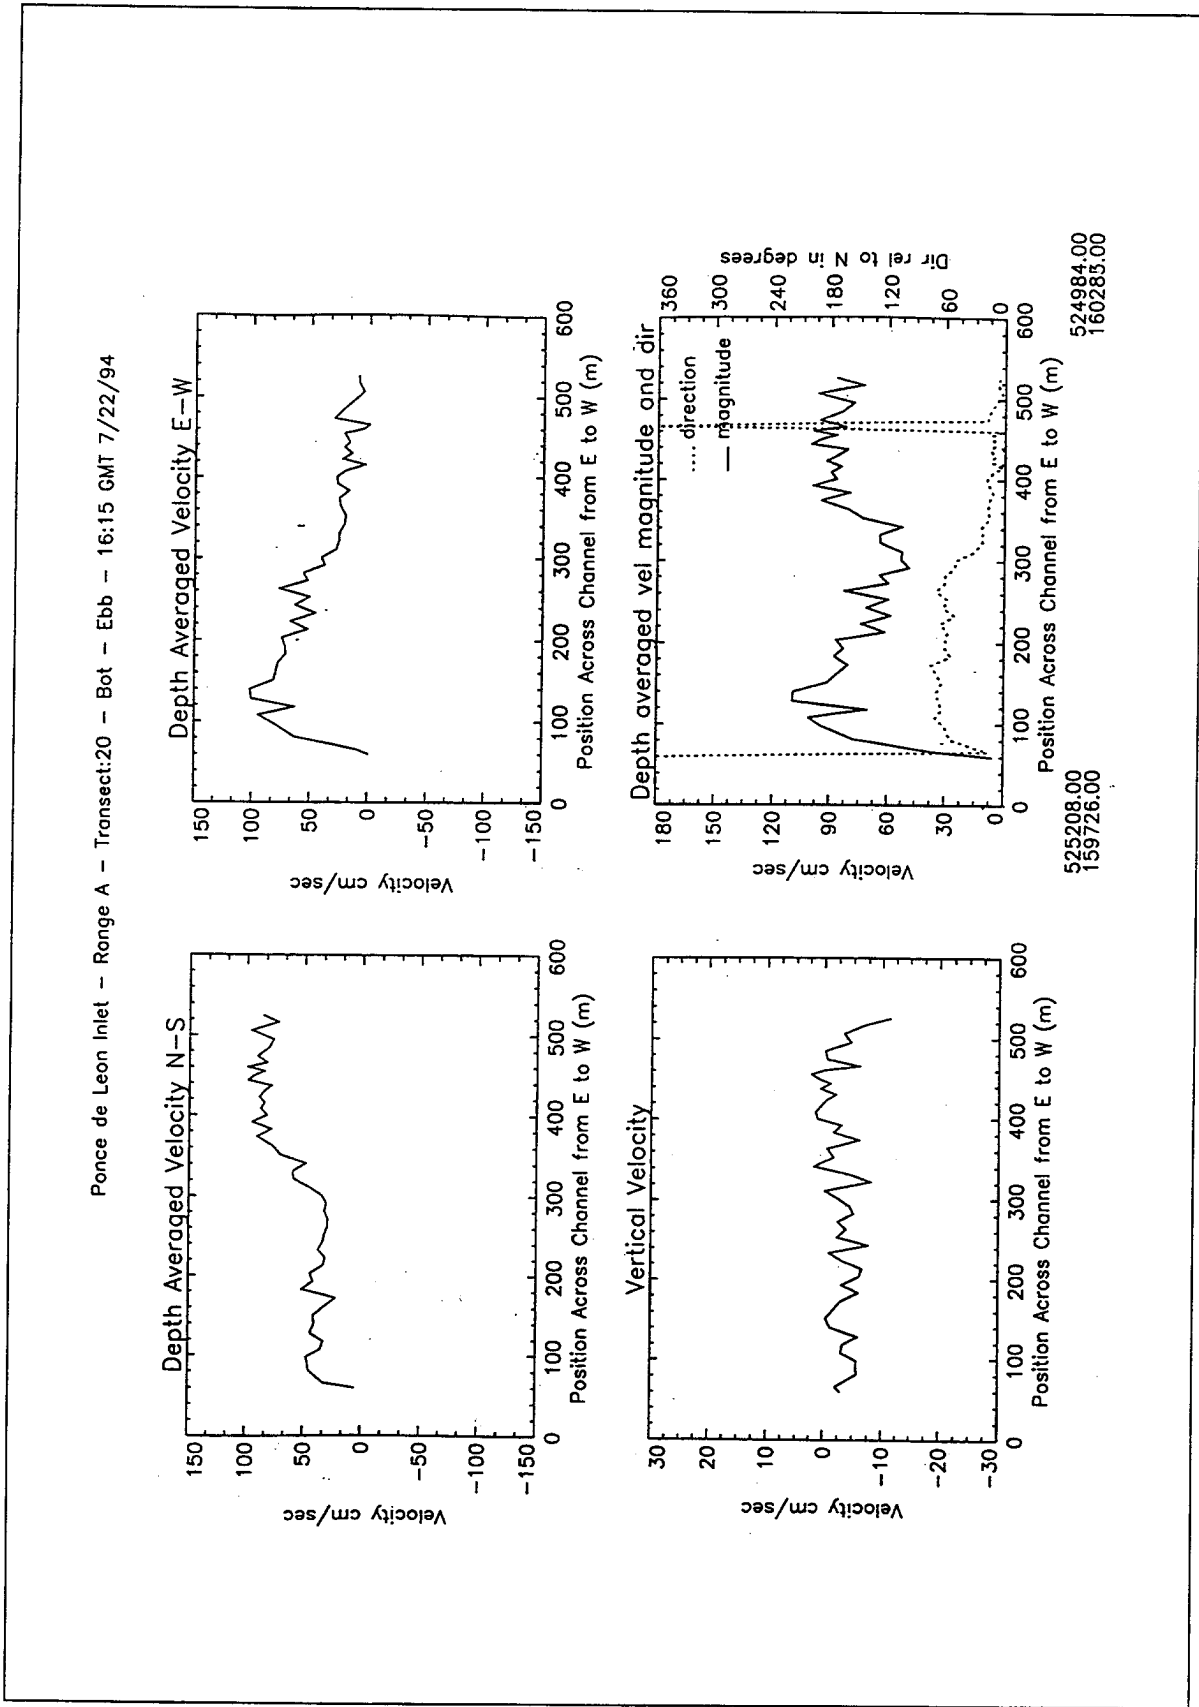 Ponce de Leon Inlet - Range A - Transect:20 - Bot - Ebb - 16:15 GMT 7/22/94
Depth Averaged Velocity N-S
150
100
50
0
-50
-100
-150
Velocity cm/sec
0 100 200 300 400 500 600
Position Across Channel from E to W (m)
Depth Averaged Velocity E-W
150
100
50
0
-50
-100
-150
Velocity cm/sec
0 100 200 300 400 500 600
Position Across Channel from E to W (m)
Vertical Velocity
30
20
10
0
-10
-20
-30
Velocity cm/sec
0 100 200 300 400 500 600
Position Across Channel from E to W (m)
Depth averaged vel magnitude and dir
180
150
120
90
60
30
0
Velocity cm/sec
direction
magnitude
360
300
240
180
120
60
0
Dir rel to N in degrees
0 100 200 300 400 500 600
Position Across Channel from E to W (m)
525208.00
159726.00
524984.00
160285.00